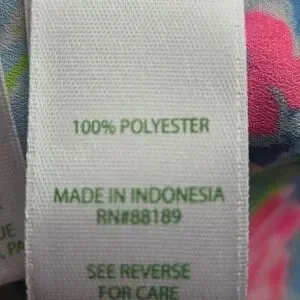 100% POLYESTER
MADE IN INDONESIA
RN#88189
SEE REVERSE
FOR CARE